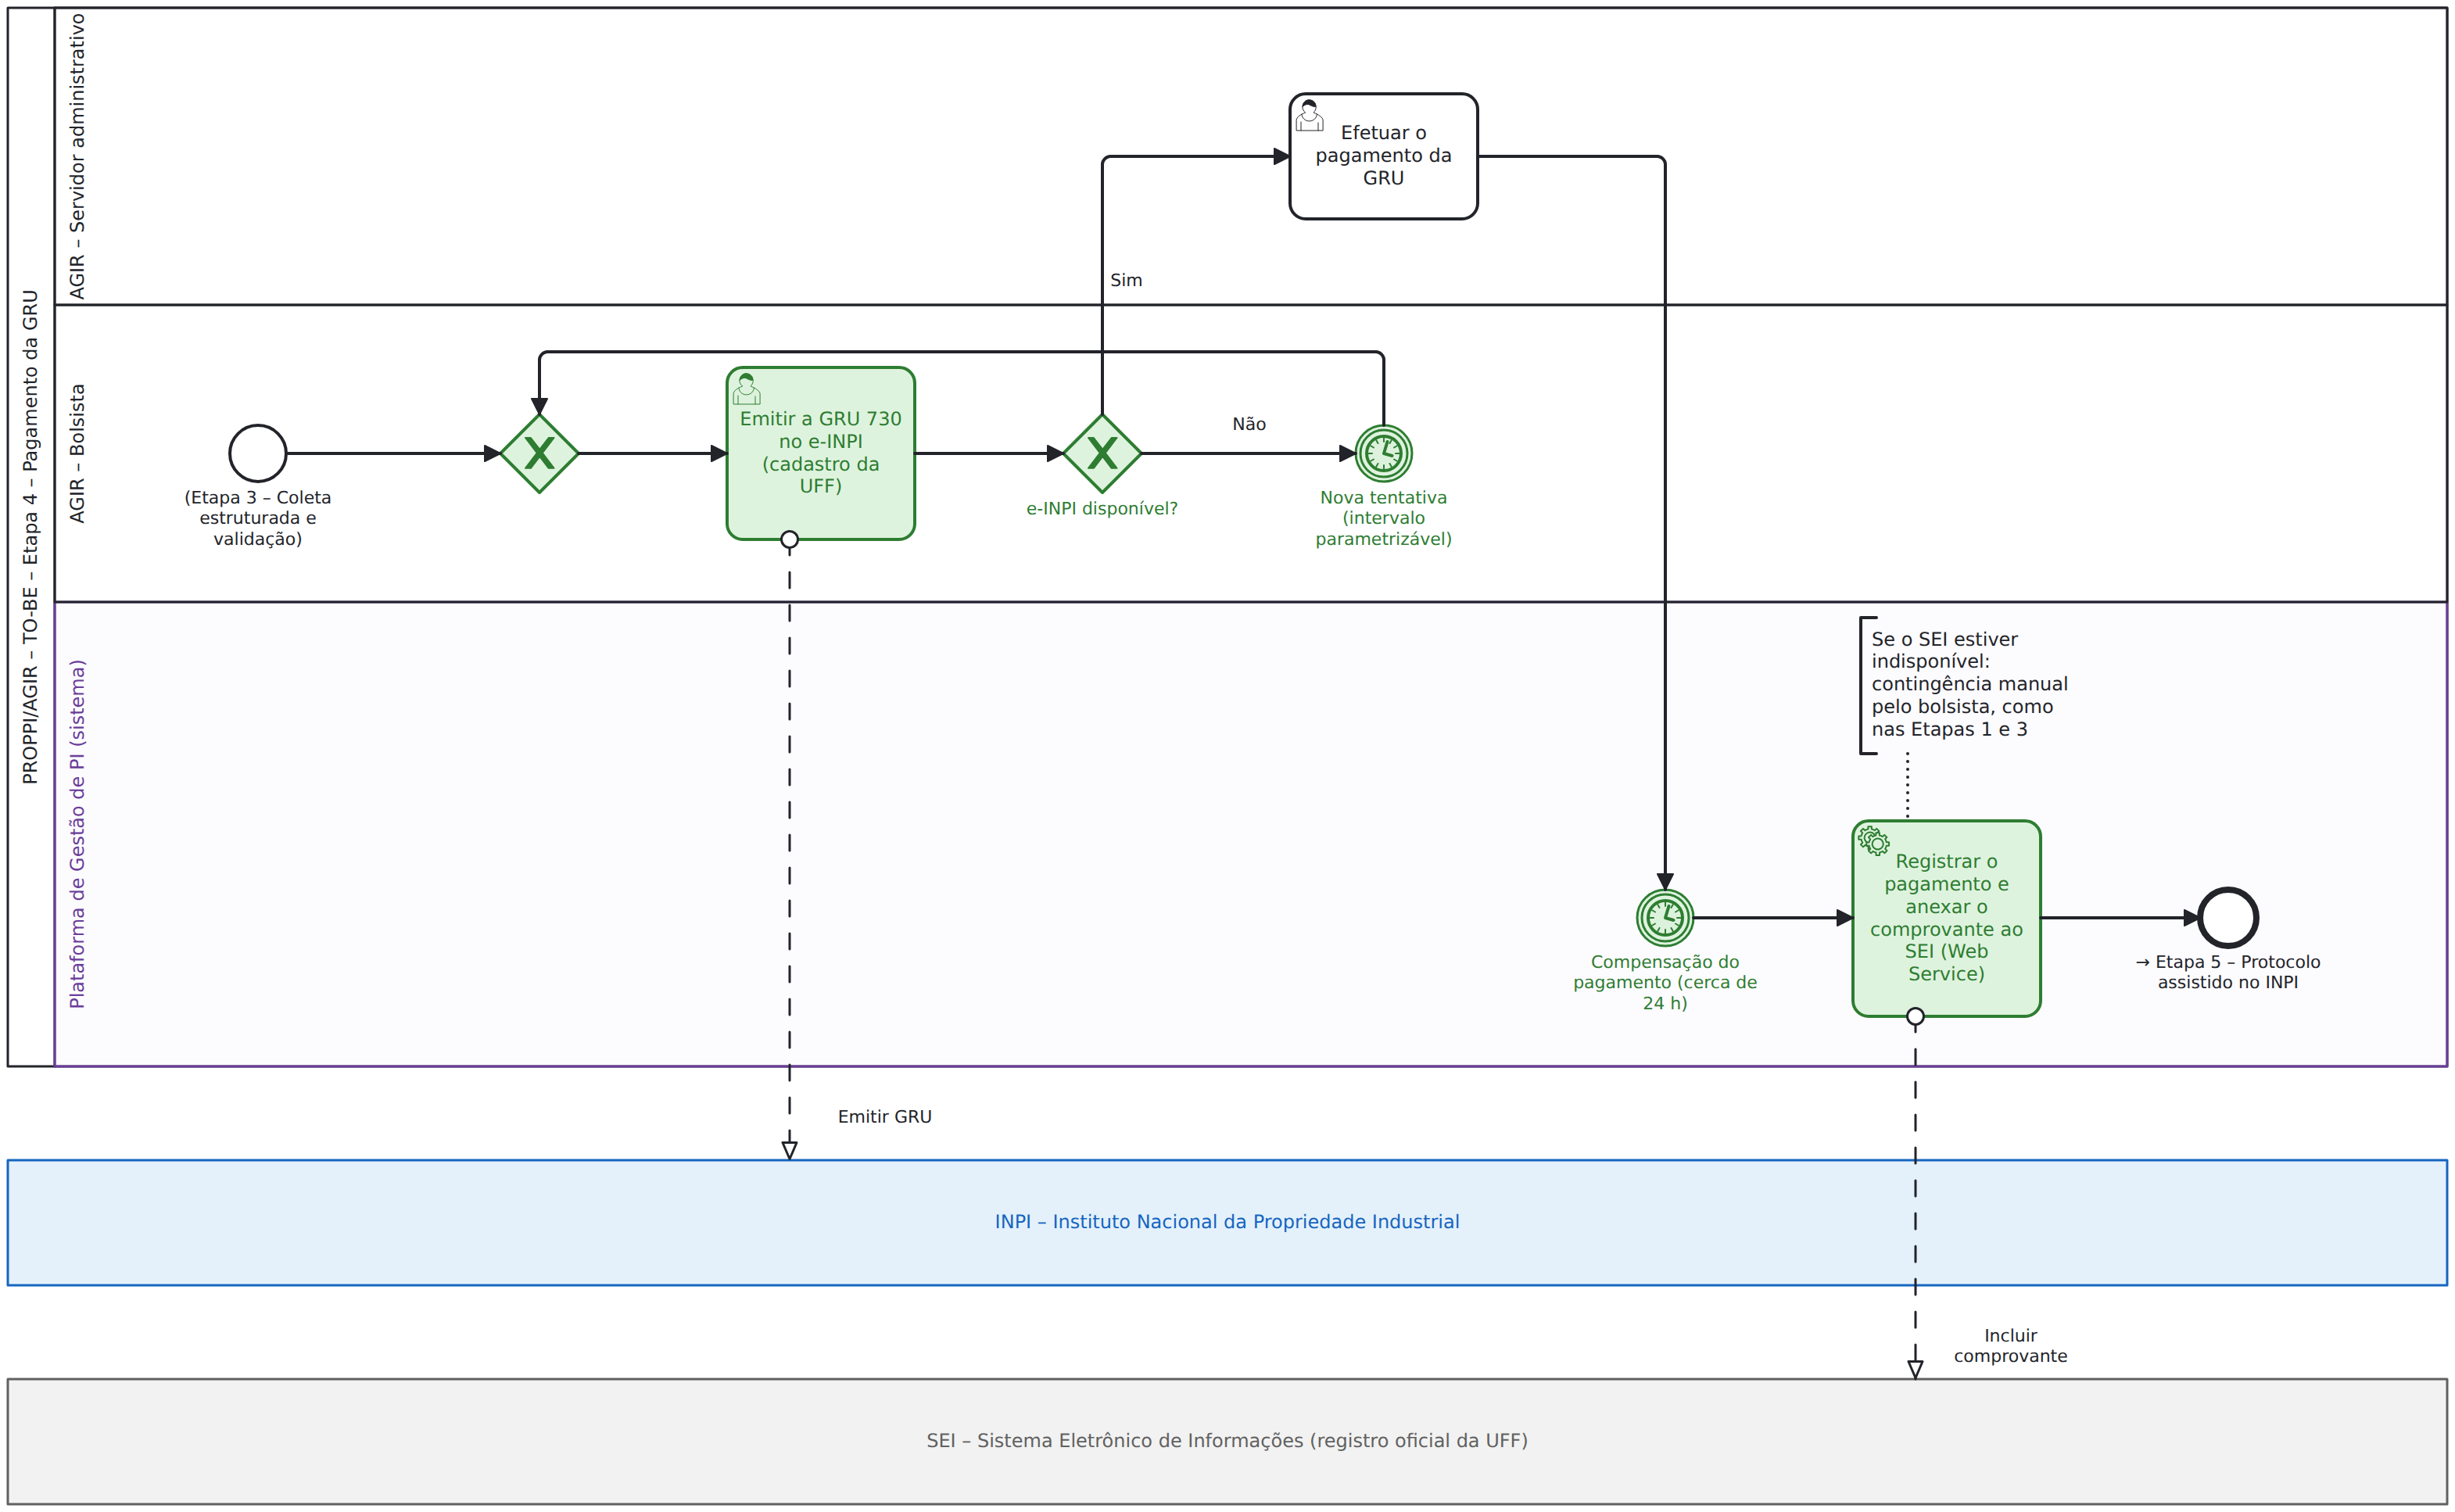 PROPPI/AGIR – TO-BE – Etapa 4 – Pagamento da GRU
AGIR – Servidor administrativo
Efetuar o
pagamento da
GRU
Sim
AGIR – Bolsista
(Etapa 3 – Coleta
estruturada e
validação)
Emitir a GRU 730
no e-INPI
(cadastro da
UFF)
e-INPI disponível?
Não
Nova tentativa
(intervalo
parametrizável)
Plataforma de Gestão de PI (sistema)
Se o SEI estiver
indisponível:
contingência manual
pelo bolsista, como
nas Etapas 1 e 3
Compensação do
pagamento (cerca de
24 h)
Registrar o
pagamento e
anexar o
comprovante ao
SEI (Web
Service)
→ Etapa 5 – Protocolo
assistido no INPI
Emitir GRU
INPI – Instituto Nacional da Propriedade Industrial
Incluir
comprovante
SEI – Sistema Eletrônico de Informações (registro oficial da UFF)